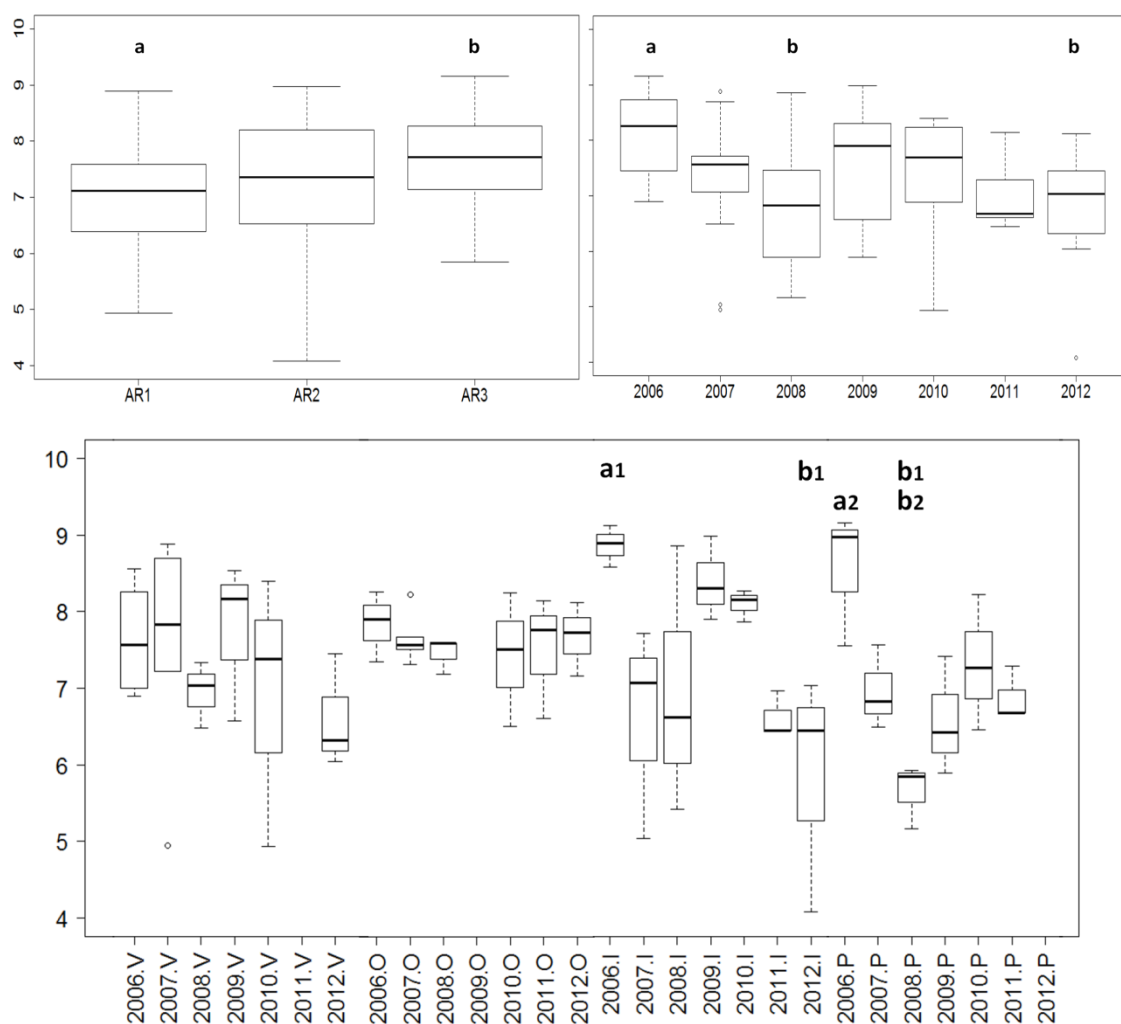 10
9
8
7
6
5
4
a
b
AR1
AR2
AR3
a
b
b
2006
2007
2008
2009
2010
2011
2012
10
9
8
7
6
5
4
a1
b1
a2
b1
b2
2006.V
2007.V
2008.V
2009.V
2010.V
2011.V
2012.V
2006.O
2007.O
2008.O
2009.O
2010.O
2011.O
2012.O
2006.I
2007.I
2008.I
2009.I
2010.I
2011.I
2012.I
2006.P
2007.P
2008.P
2009.P
2010.P
2011.P
2012.P